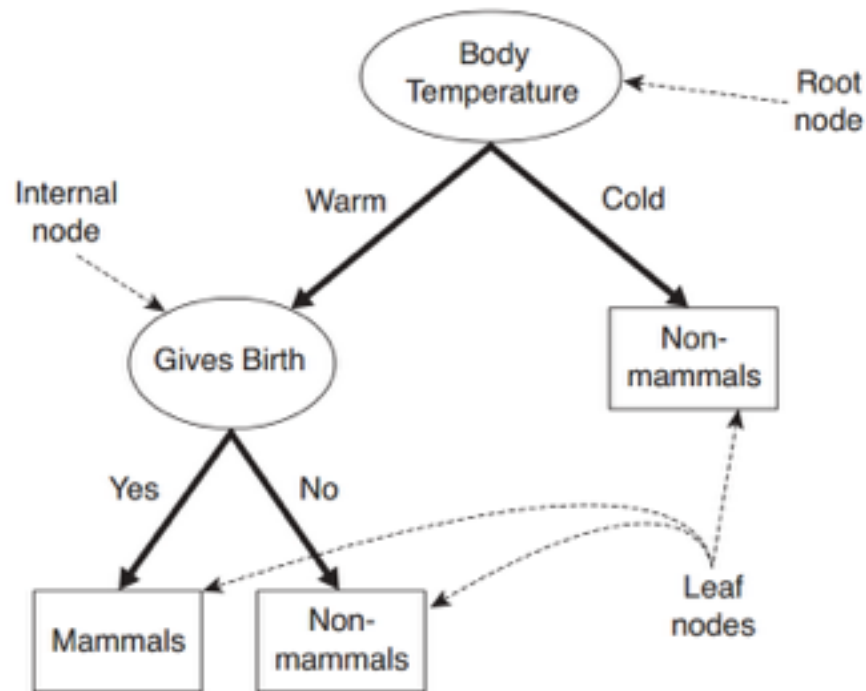 Body
Temperature
Root
node
Internal
node
Warm
Cold
Gives Birth
Non-
mammals
Yes
No
Mammals
Non-
mammals
Leaf
nodes